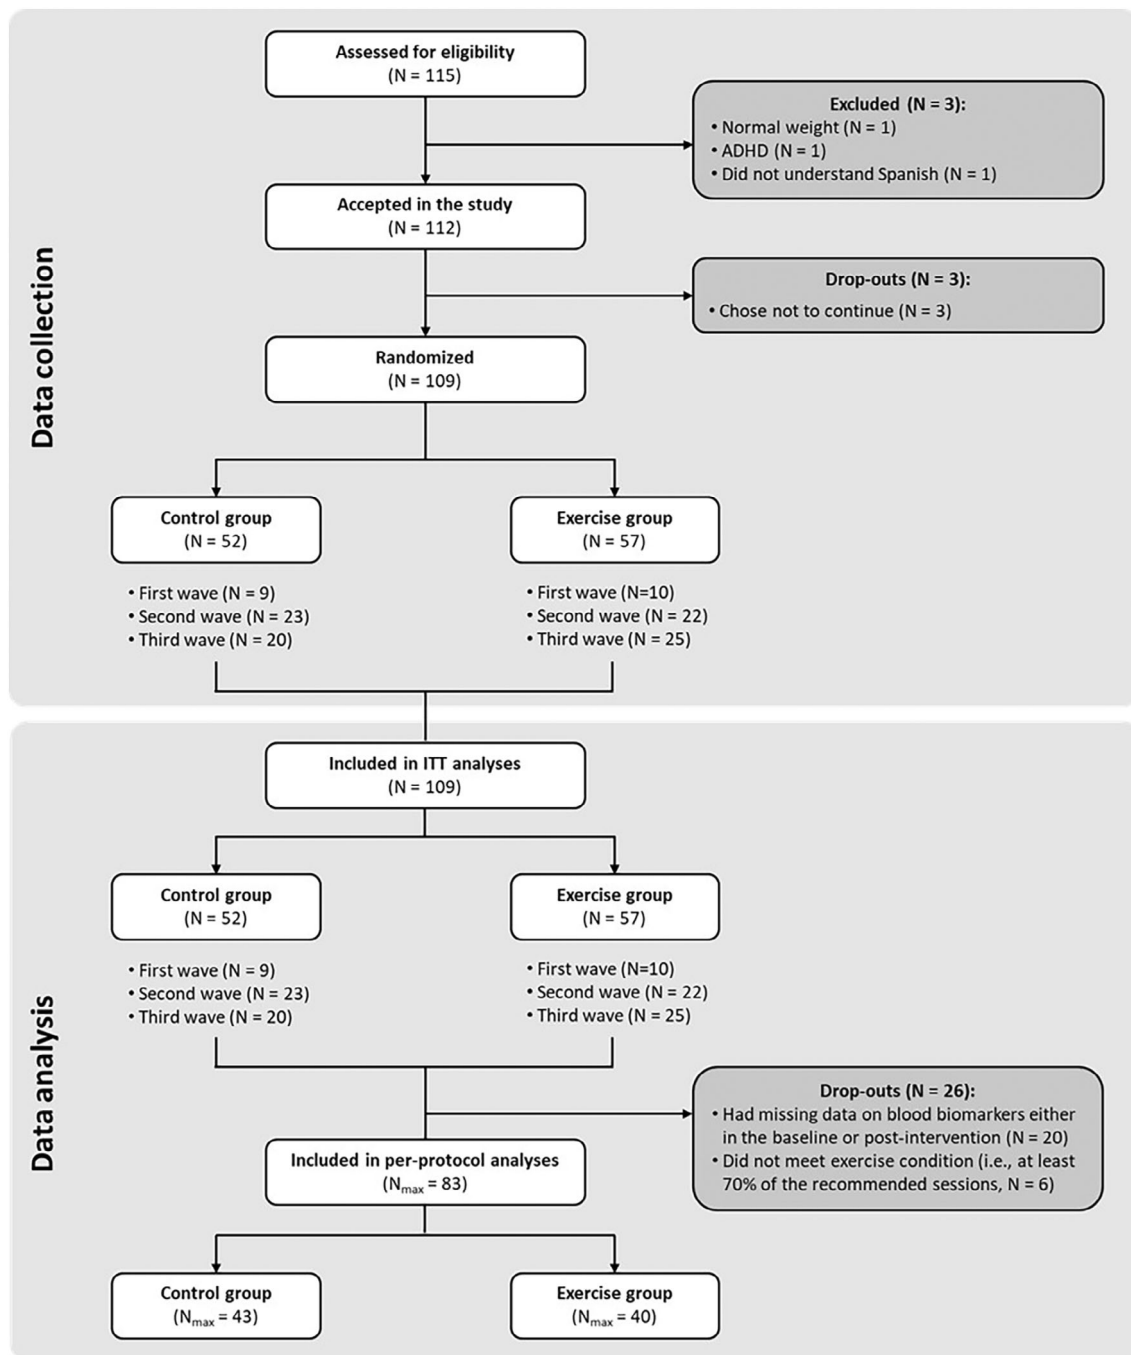 Data collection
Assessed for eligibility
(N = 115)
Excluded (N = 3):
• Normal weight (N = 1)
• ADHD (N = 1)
• Did not understand Spanish (N = 1)
Accepted in the study
(N = 112)
Drop-outs (N = 3):
• Chose not to continue (N = 3)
Randomized
(N = 109)
Control group
(N = 52)
• First wave (N = 9)
• Second wave (N = 23)
• Third wave (N = 20)
Exercise group
(N = 57)
• First wave (N=10)
• Second wave (N = 22)
• Third wave (N = 25)
Data analysis
Included in ITT analyses
(N = 109)
Control group
(N = 52)
• First wave (N = 9)
• Second wave (N = 23)
• Third wave (N = 20)
Exercise group
(N = 57)
• First wave (N=10)
• Second wave (N = 22)
• Third wave (N = 25)
Drop-outs (N = 26):
• Had missing data on blood biomarkers either
in the baseline or post-intervention (N = 20)
• Did not meet exercise condition (i.e., at least
70% of the recommended sessions, N = 6)
Included in per-protocol analyses
(Nmax = 83)
Control group
(Nmax = 43)
Exercise group
(Nmax = 40)